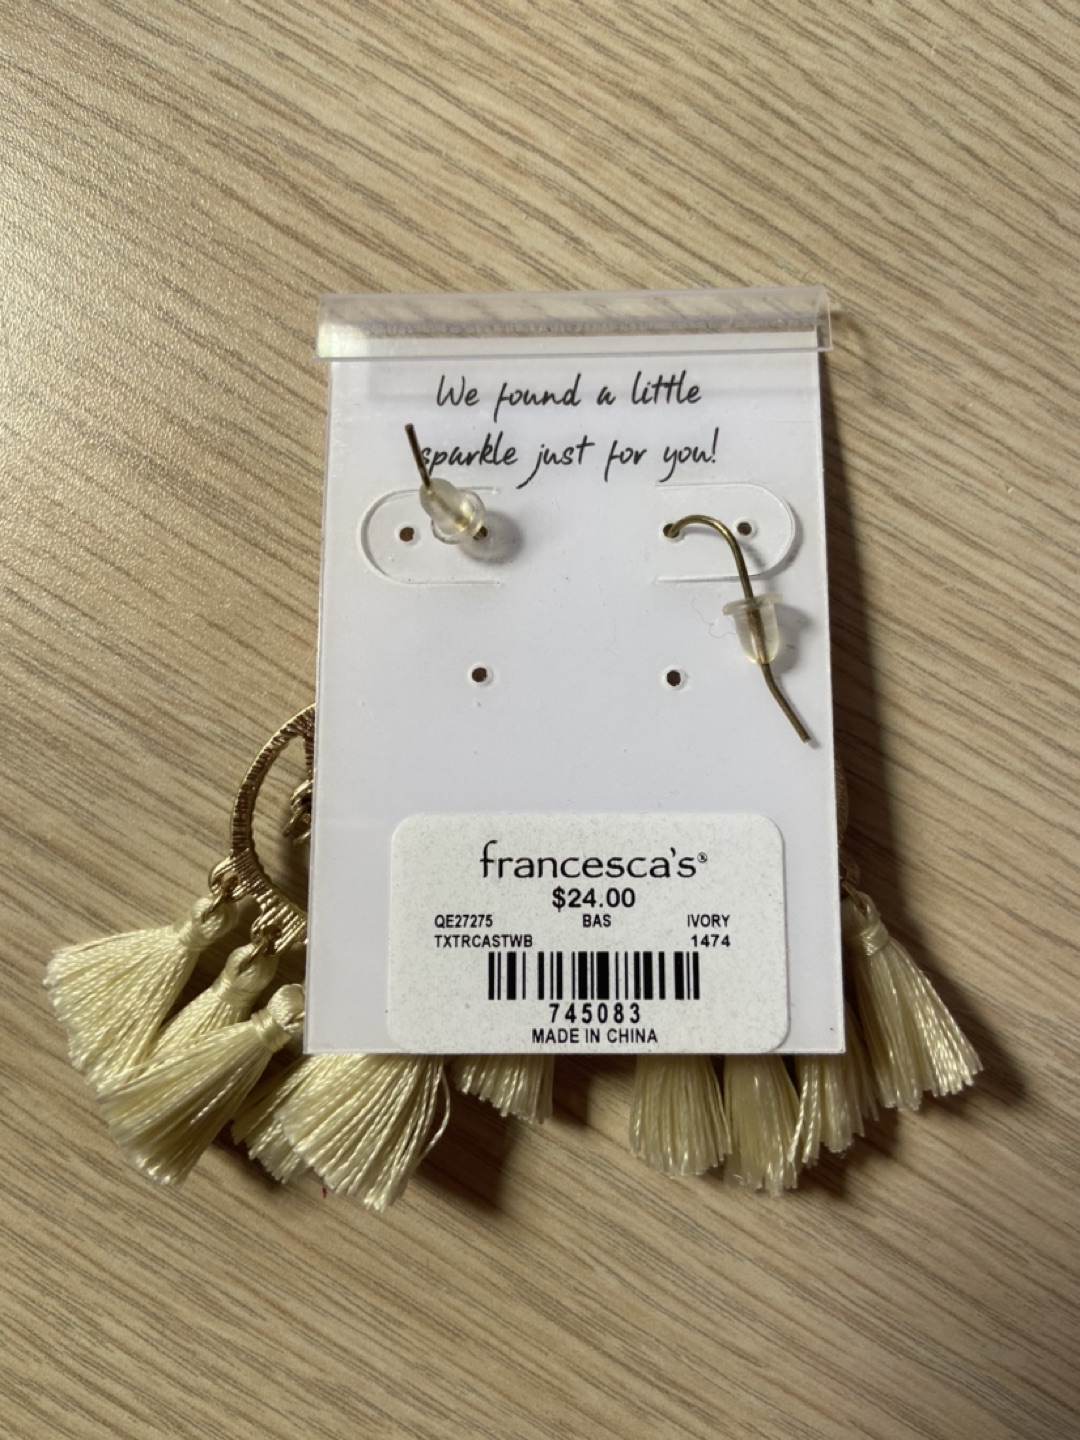 We found a little
sparkle just for you!
francesca's®
$24.00
QE27275 BAS IVORY
TXTRCASTWB 1474
745083
MADE IN CHINA